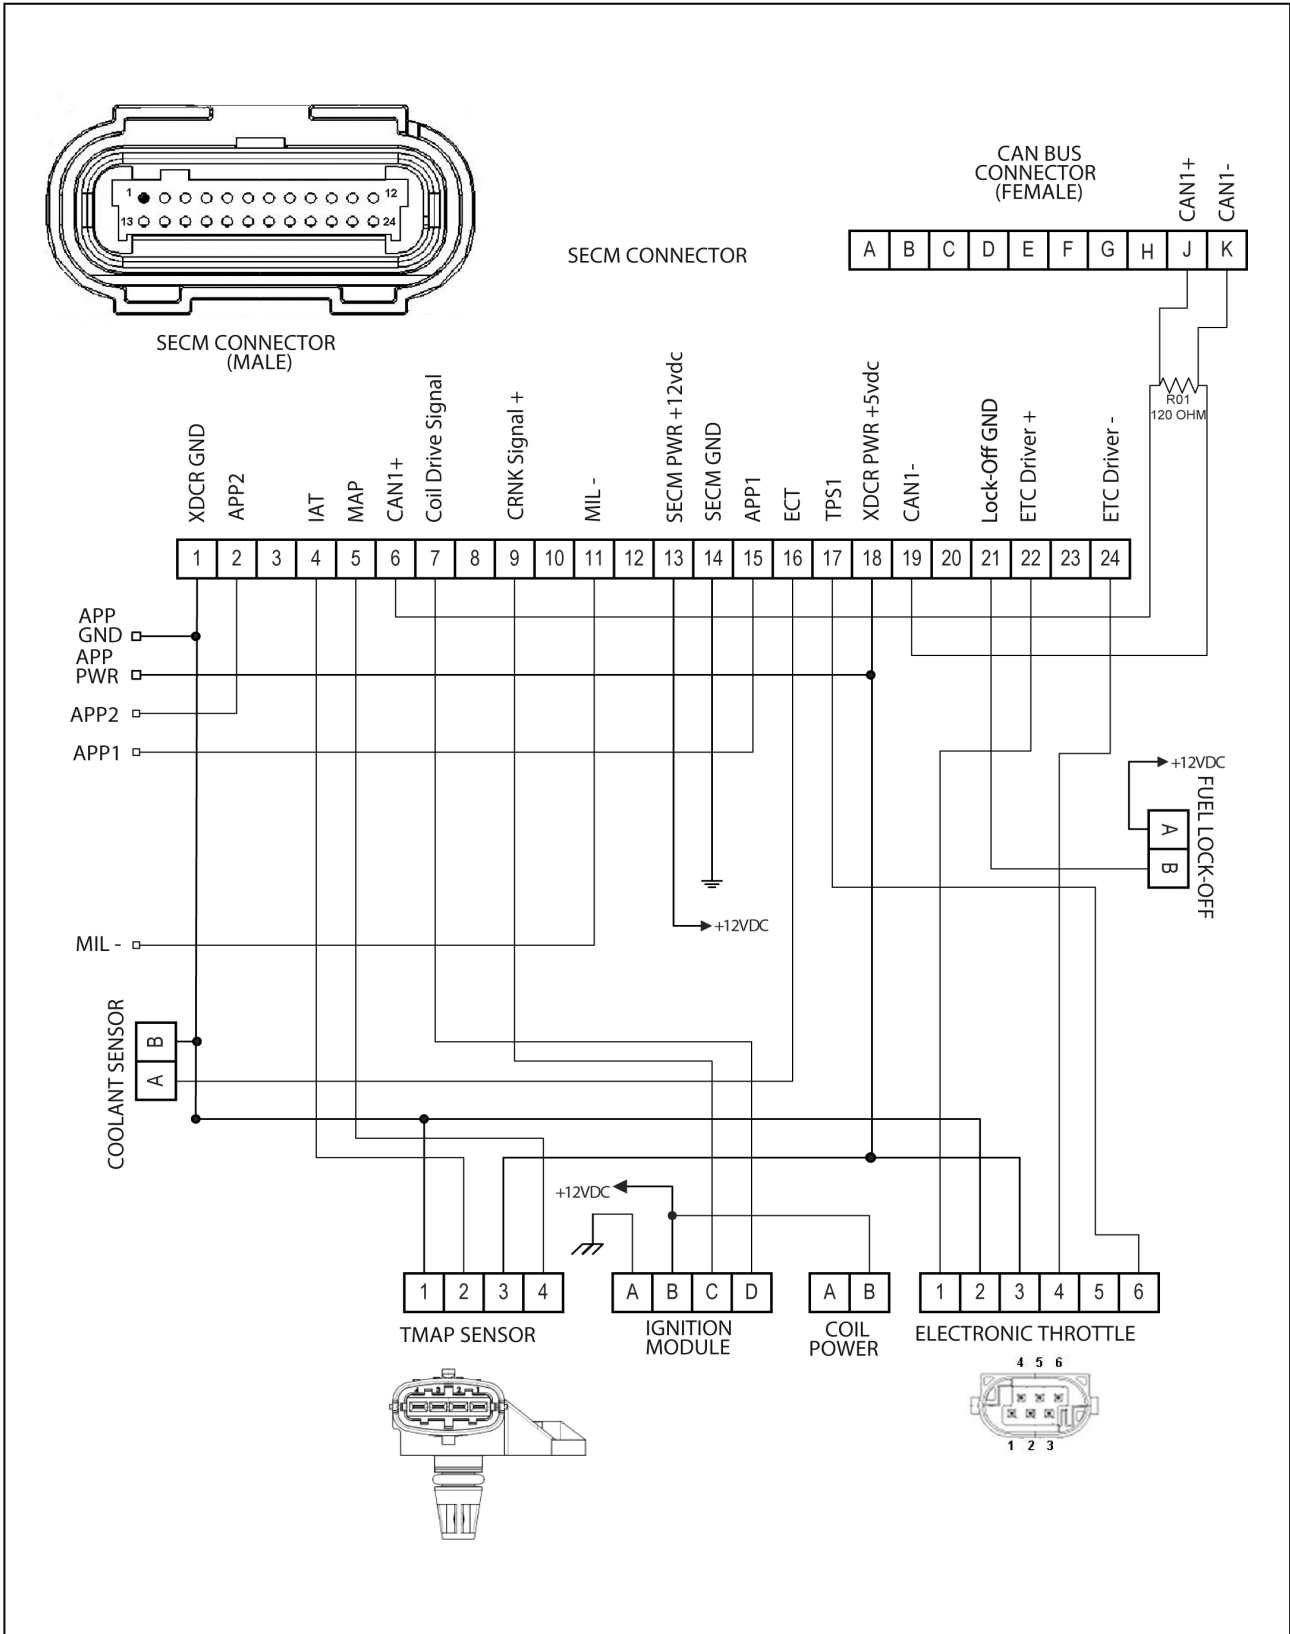 1 12
13 24
SECM CONNECTOR
(MALE)
SECM CONNECTOR
CAN BUS
CONNECTOR
(FEMALE)
CAN1+
CAN1-
A B C D E F G H J K
R01
120 OHM
XDCR GND
APP2
IAT
MAP
CAN1+
Coil Drive Signal
CRNK Signal +
MIL -
SECM PWR +12vdc
SECM GND
APP1
ECT
TPS1
XDCR PWR +5vdc
CAN1-
Lock-Off GND
ETC Driver +
ETC Driver -
1 2 3 4 5 6 7 8 9 10 11 12 13 14 15 16 17 18 19 20 21 22 23 24
APP
GND
APP
PWR
APP2
APP1
+12VDC
A
B
FUEL LOCK-OFF
+12VDC
MIL -
COOLANT SENSOR
B
A
+12VDC
1 2 3 4
TMAP SENSOR
A B C D
IGNITION
MODULE
A B
COIL
POWER
1 2 3 4 5 6
ELECTRONIC THROTTLE
4 3 2 1
4 5 6
1 2 3